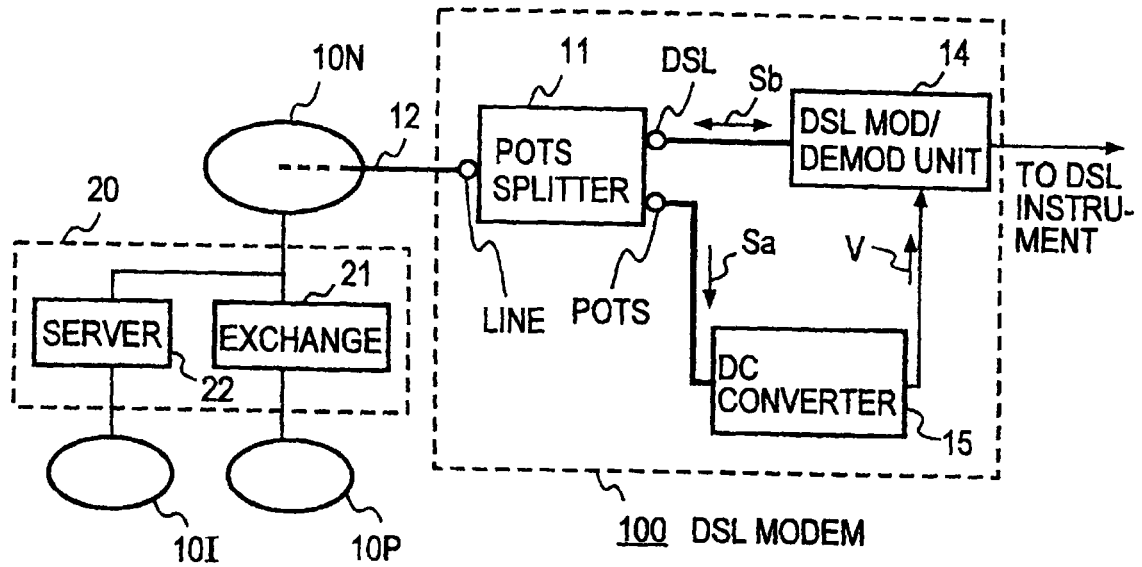 10N
12
11
DSL
Sb
14
POTS
SPLITTER
DSL MOD/
DEMOD UNIT
TO DSL
INSTRU-
MENT
20
21
SERVER
EXCHANGE
22
LINE
POTS
Sa
V
DC
CONVERTER
15
10I
10P
100 DSL MODEM